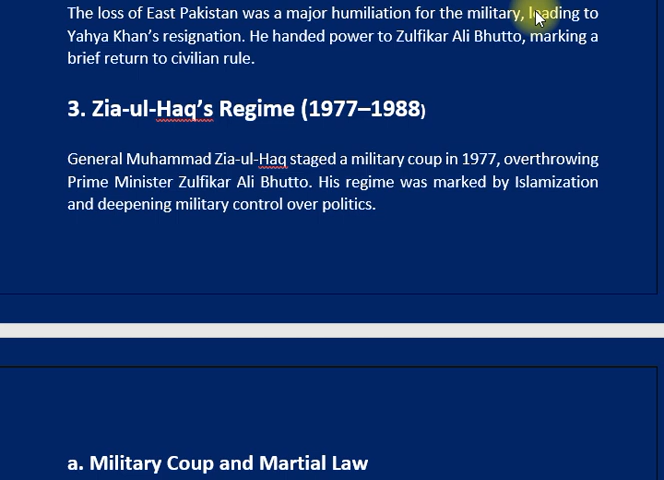 The loss of East Pakistan was a major humiliation for the military, leading to
Yahya Khan's resignation. He handed power to Zulfikar Ali Bhutto, marking a
brief return to civilian rule.
3. Zia-ul-Haq's Regime (1977–1988)
General Muhammad Zia-ul-Haq staged a military coup in 1977, overthrowing
Prime Minister Zulfikar Ali Bhutto. His regime was marked by Islamization
and deepening military control over politics.
a. Military Coup and Martial Law